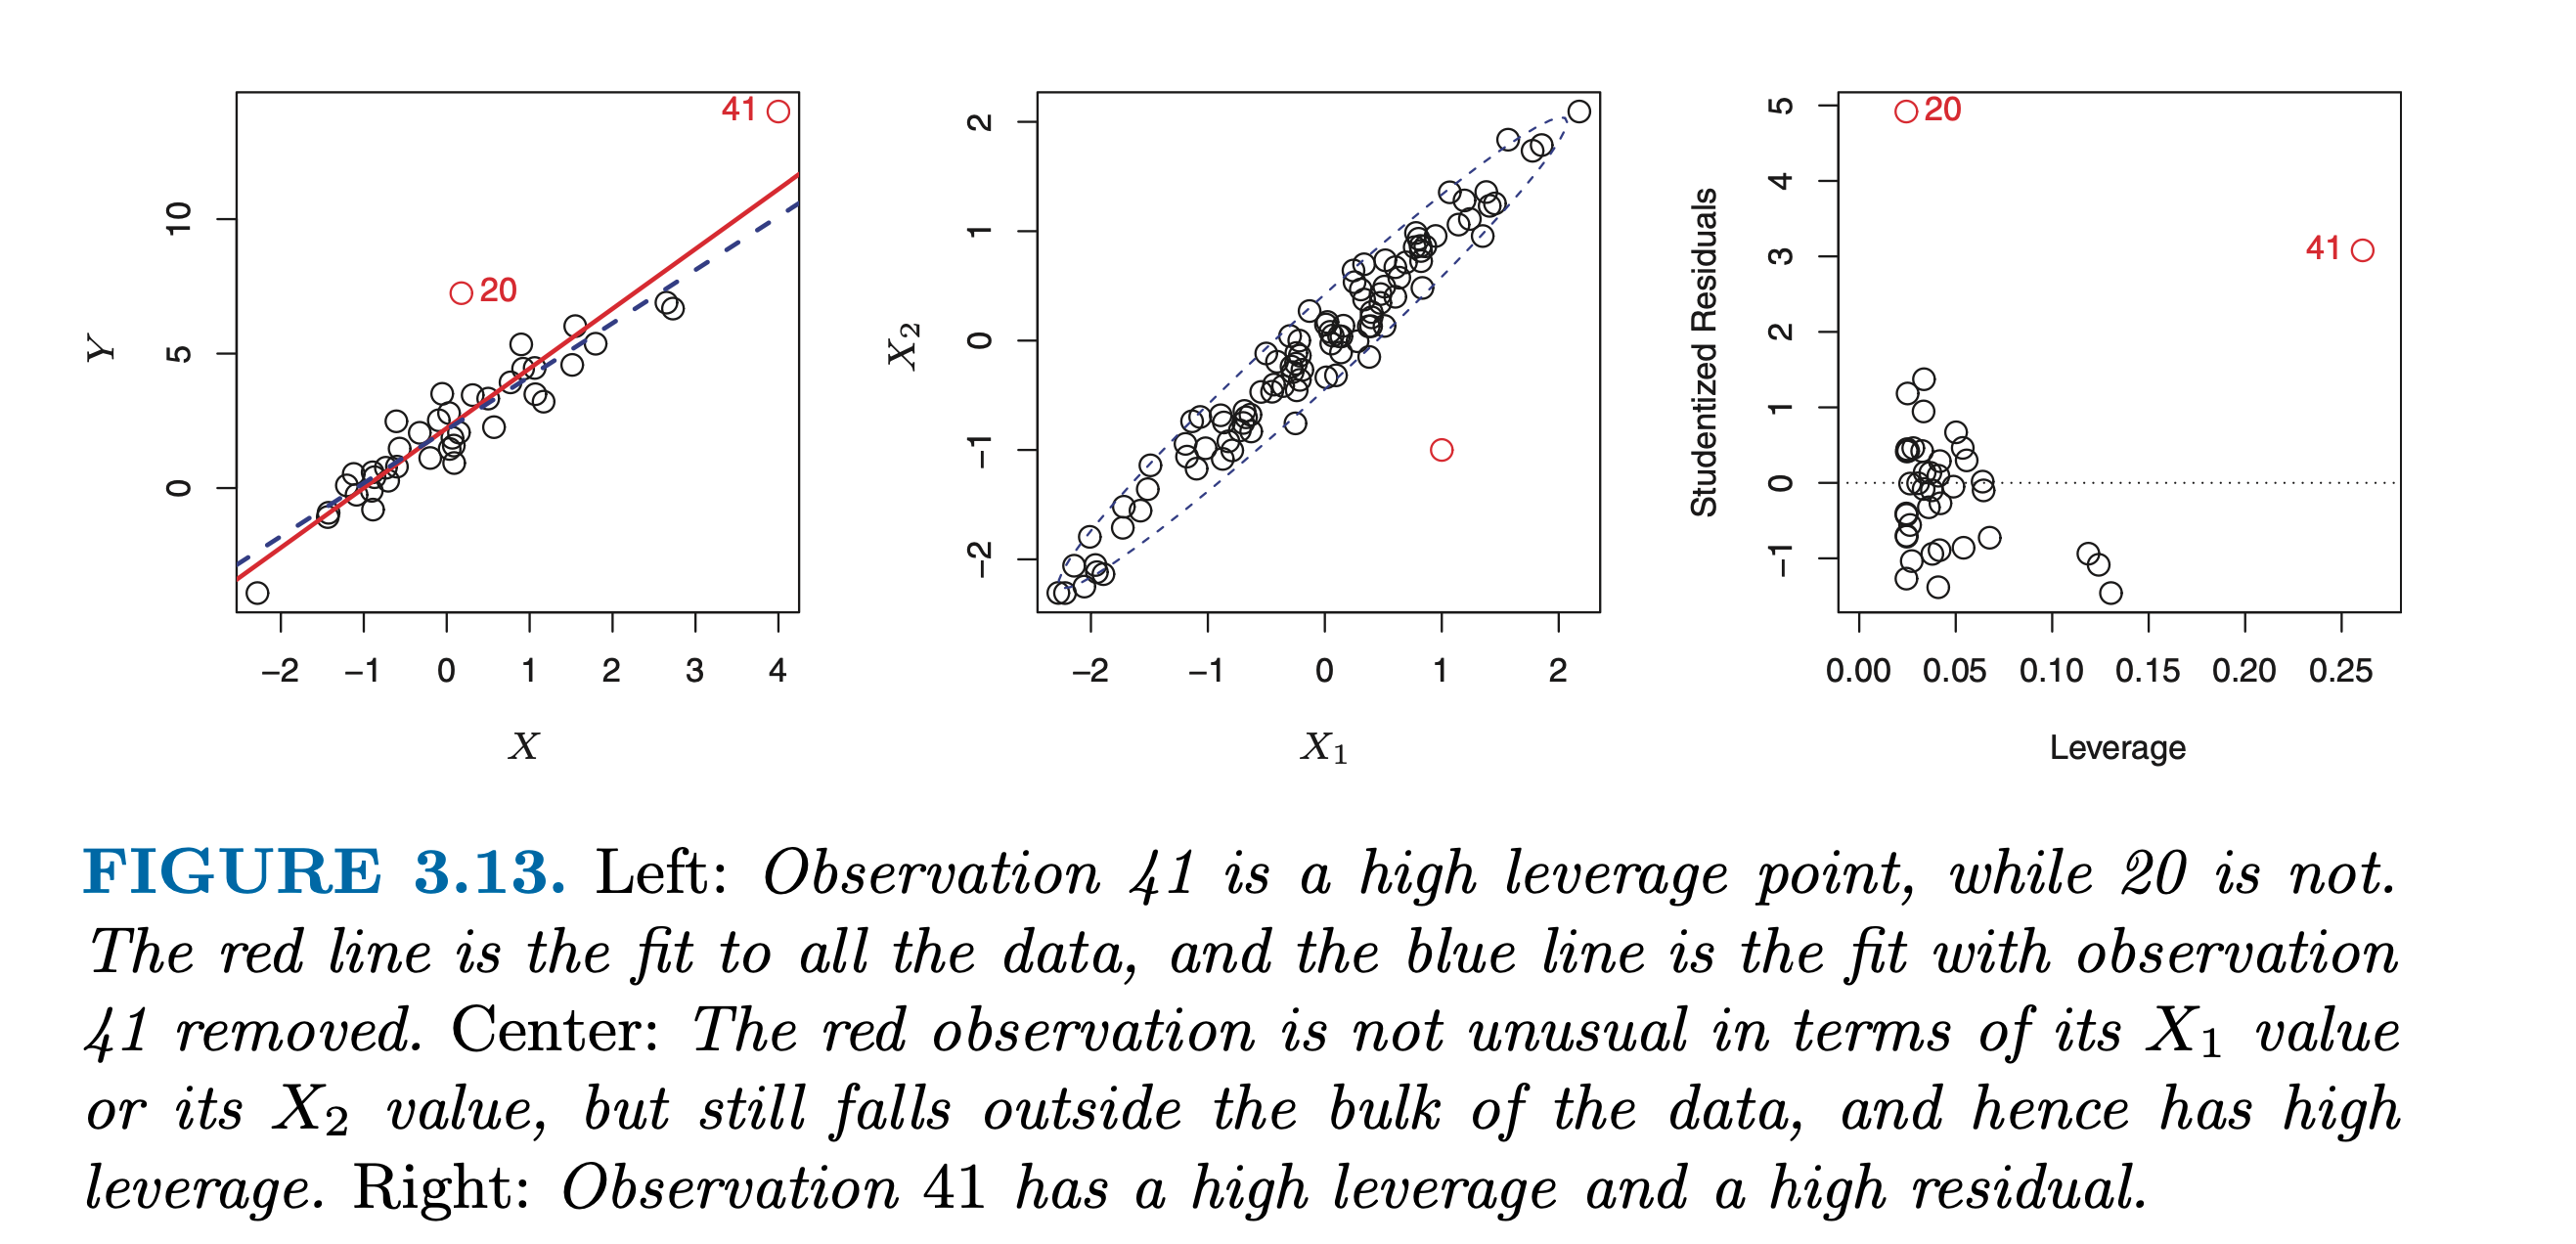 41
20
10
5
0
Y
−2 −1 0 1 2 3 4
X
2
1
0
−1
−2
X2
−2 −1 0 1 2
X1
20
41
5
4
3
2
1
0
−1
Studentized Residuals
0.00 0.05 0.10 0.15 0.20 0.25
Leverage
FIGURE 3.13. Left: Observation 41 is a high leverage point, while 20 is not.
The red line is the fit to all the data, and the blue line is the fit with observation
41 removed. Center: The red observation is not unusual in terms of its X1 value
or its X2 value, but still falls outside the bulk of the data, and hence has high
leverage. Right: Observation 41 has a high leverage and a high residual.